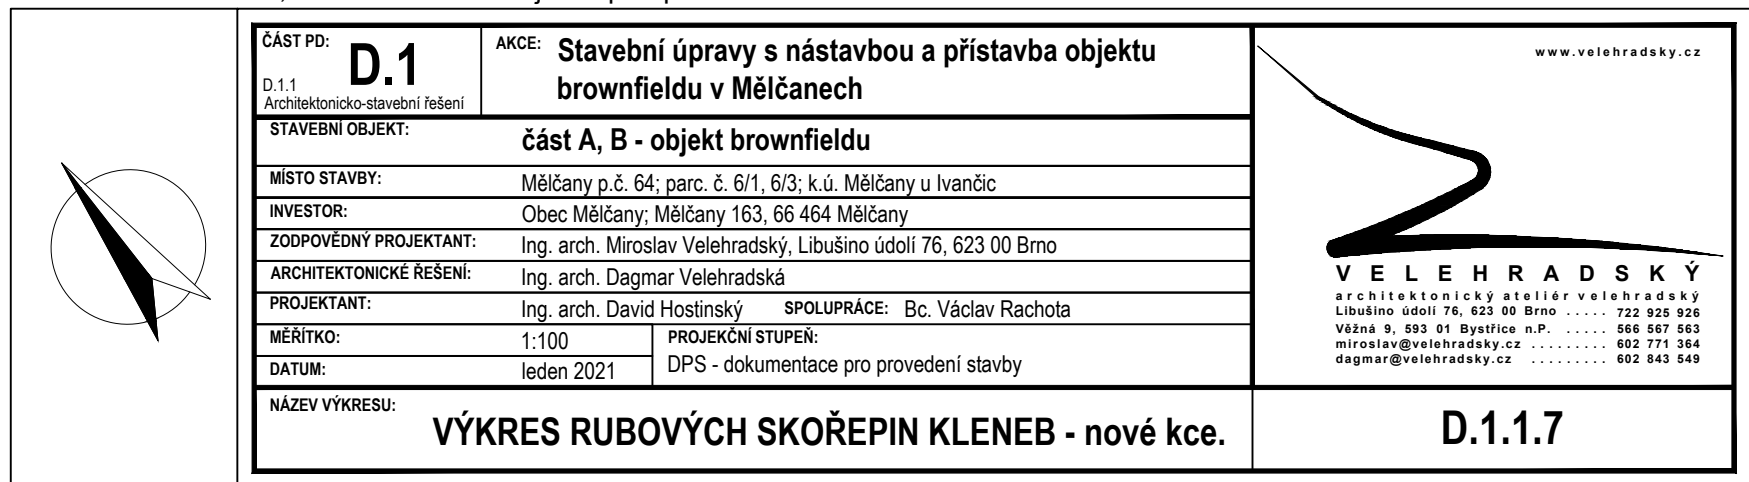 ČÁST PD:
D.1
D.1.1
Architektonicko-stavební řešení
AKCE: Stavební úpravy s nástavbou a přístavba objektu
brownfieldu v Mělčanech
STAVEBNÍ OBJEKT:
část A, B - objekt brownfieldu
MÍSTO STAVBY: Mělčany p.č. 64; parc. č. 6/1, 6/3; k.ú. Mělčany u Ivančic
INVESTOR: Obec Mělčany; Mělčany 163, 66 464 Mělčany
ZODPOVĚDNÝ PROJEKTANT: Ing. arch. Miroslav Velehradský, Libušino údolí 76, 623 00 Brno
ARCHITEKTONICKÉ ŘEŠENÍ: Ing. arch. Dagmar Velehradská
PROJEKTANT: Ing. arch. David Hostinský SPOLUPRÁCE: Bc. Václav Rachota
MĚŘÍTKO: 1:100
DATUM: leden 2021
PROJEKČNÍ STUPEŇ:
DPS - dokumentace pro provedení stavby
www.velehradsky.cz
VELEHRADSKÝ
architektonický ateliér velehradský
Libušino údolí 76, 623 00 Brno ..... 722 925 926
Věžná 9, 593 01 Bystřice n.P. ..... 566 567 563
miroslav@velehradsky.cz ......... 602 771 364
dagmar@velehradsky.cz ......... 602 843 549
NÁZEV VÝKRESU:
VÝKRES RUBOVÝCH SKOŘEPIN KLENEB - nové kce.
D.1.1.7